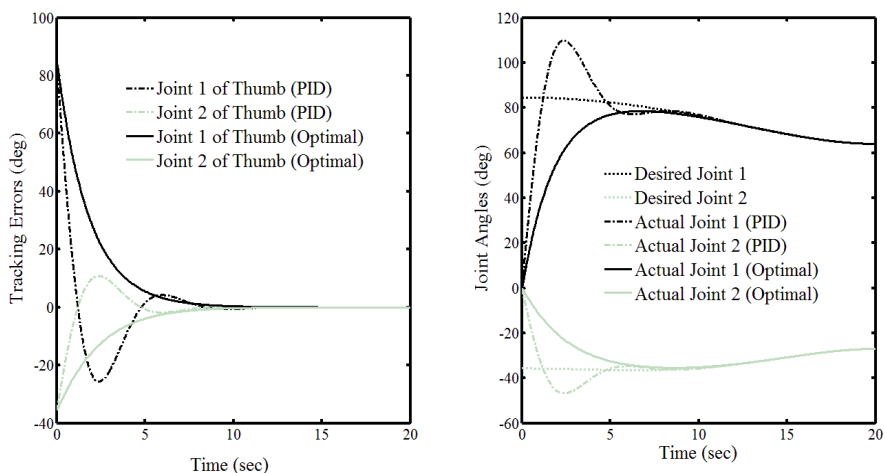 100
80
60
40
20
0
-20
-40
0
5
10
15
20
Tracking Errors (deg)
Time (sec)
Joint 1 of Thumb (PID)
Joint 2 of Thumb (PID)
Joint 1 of Thumb (Optimal)
Joint 2 of Thumb (Optimal)
120
100
80
60
40
20
0
-20
-40
-60
0
5
10
15
20
Joint Angles (deg)
Time (sec)
Desired Joint 1
Desired Joint 2
Actual Joint 1 (PID)
Actual Joint 2 (PID)
Actual Joint 1 (Optimal)
Actual Joint 2 (Optimal)